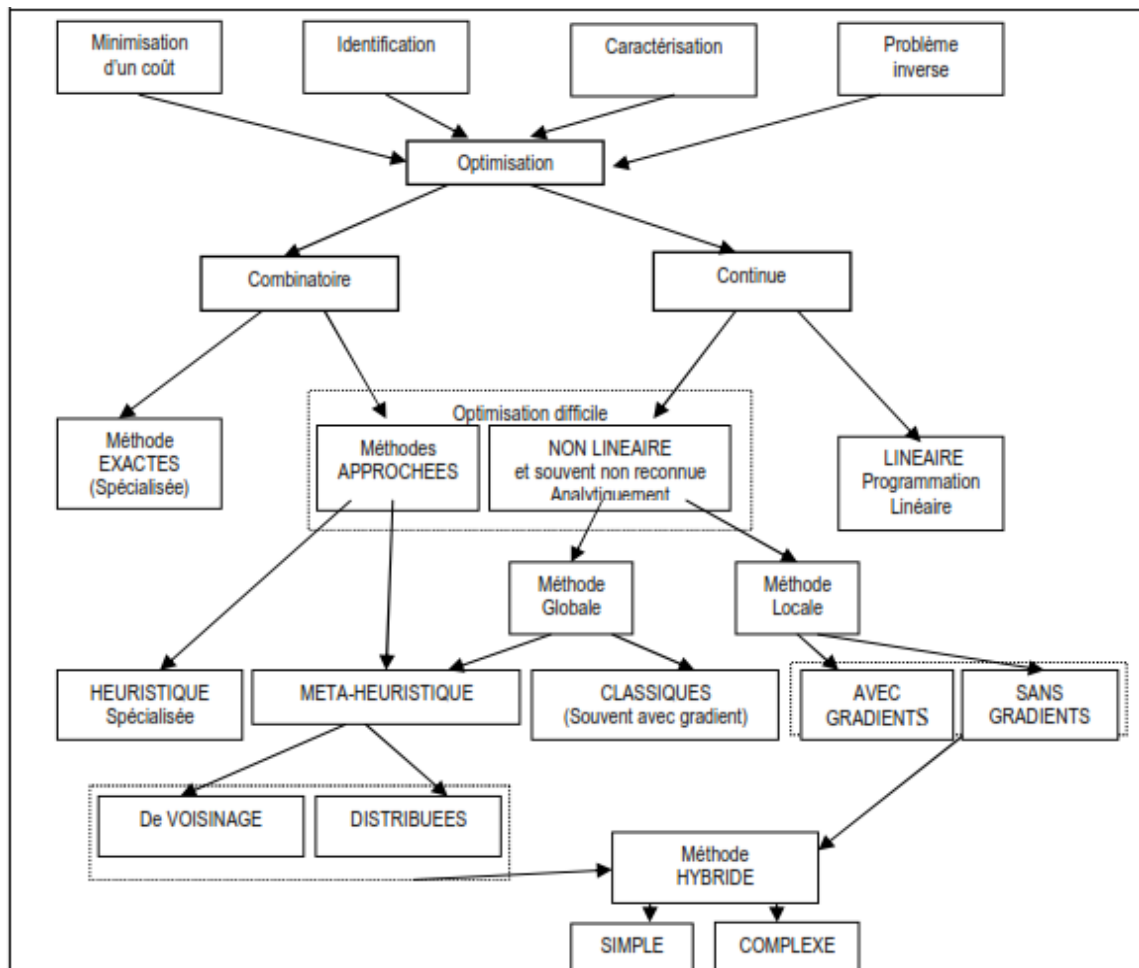 Minimisation
d'un coût
Identification
Caractérisation
Problème
inverse
Optimisation
Combinatoire
Continue
Optimisation difficile
Méthode
EXACTES
(Spécialisée)
Méthodes
APPROCHEES
NON LINEAIRE
et souvent non reconnue
Analytiquement
LINEAIRE
Programmation
Linéaire
Méthode
Globale
Méthode
Locale
HEURISTIQUE
Spécialisée
META-HEURISTIQUE
CLASSIQUES
(Souvent avec gradient)
AVEC
GRADIENTS
SANS
GRADIENTS
De VOISINAGE
DISTRIBUEES
Méthode
HYBRIDE
SIMPLE
COMPLEXE